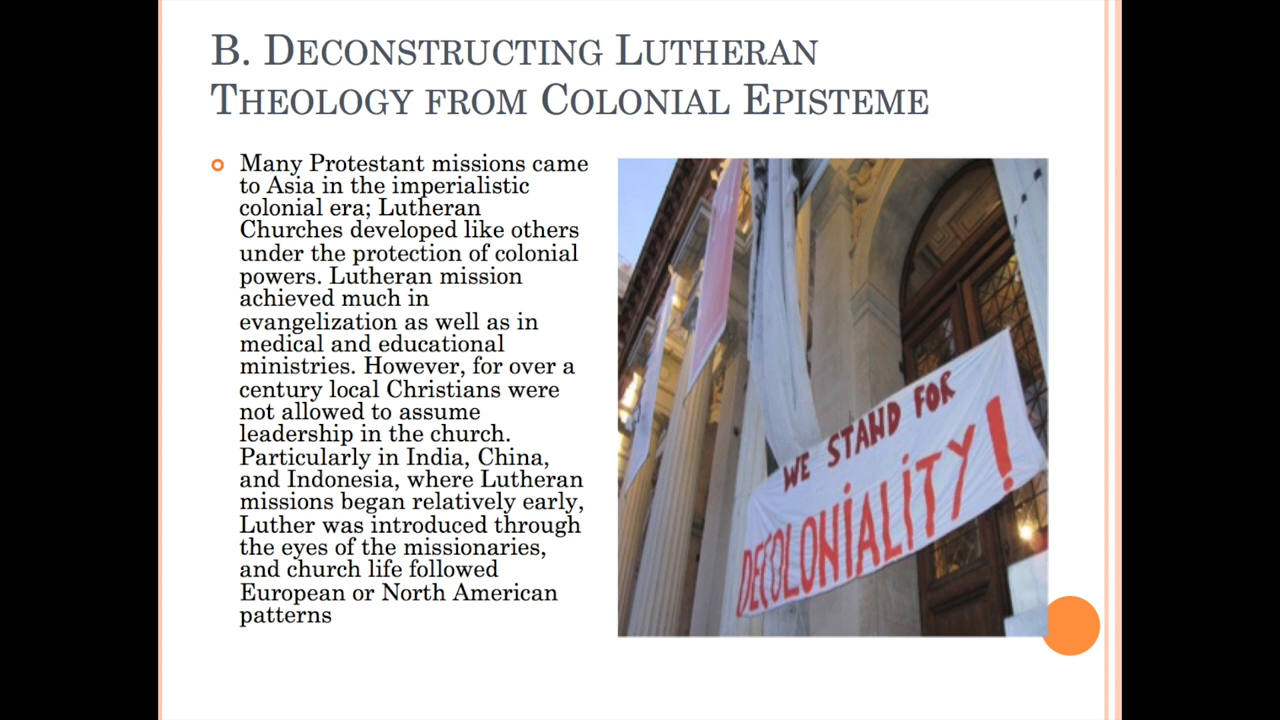 B. Deconstructing Lutheran
Theology from Colonial Episteme
Many Protestant missions came
to Asia in the imperialistic
colonial era; Lutheran
Churches developed like others
under the protection of colonial
powers. Lutheran mission
achieved much in
evangelization as well as in
medical and educational
ministries. However, for over a
century local Christians were
not allowed to assume
leadership in the church.
Particularly in India, China,
and Indonesia, where Lutheran
missions began relatively early,
Luther was introduced through
the eyes of the missionaries,
and church life followed
European or North American
patterns
WE STAND FOR
DECOLONiALiTY!